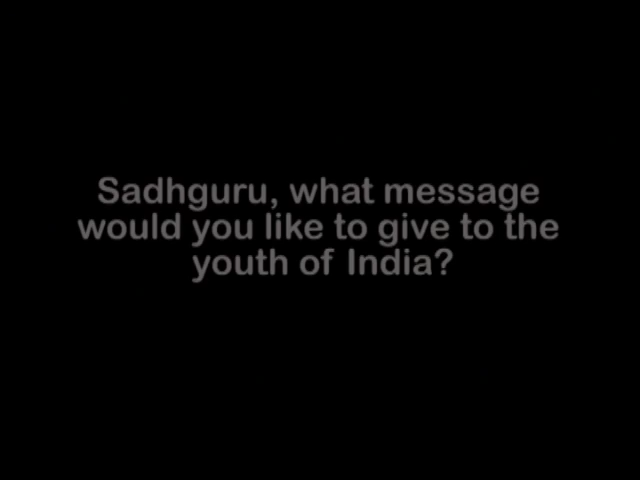 Sadhguru, what message
would you like to give to the
youth of India?